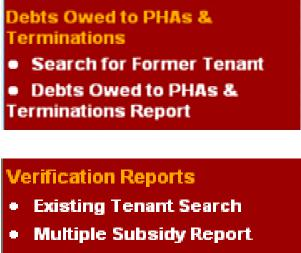 Debts Owed to PHAs &
Terminations
● Search for Former Tenant
● Debts Owed to PHAs &
Terminations Report
Verification Reports
● Existing Tenant Search
● Multiple Subsidy Report